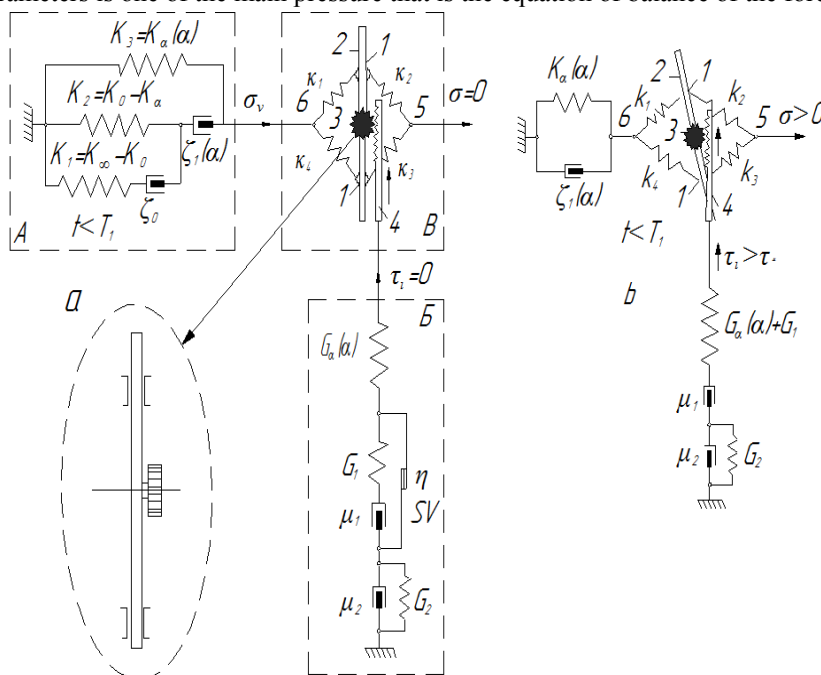 rameters is one of the main pressure that is the equation of balance of the for
K₃=Kα(α)
K₂=K₀−Kα
K₁=K∞−K₀
ζ₁(α)
ζ₀
t<T₁
A
σᵥ
2
1
κ₁
κ₂
6
3
5
κ₄
κ₃
1
4
B
σ=0
τᵢ=0
a
Б
Gα(α)
G₁
η
SV
μ₁
μ₂
G₂
Kα(α)
ζ₁(α)
2
1
k₁
k₂
6
3
5
σ>0
k₄
k₃
1
4
t<T₁
τᵢ>τ
b
Gα(α)+G₁
μ₁
μ₂
G₂